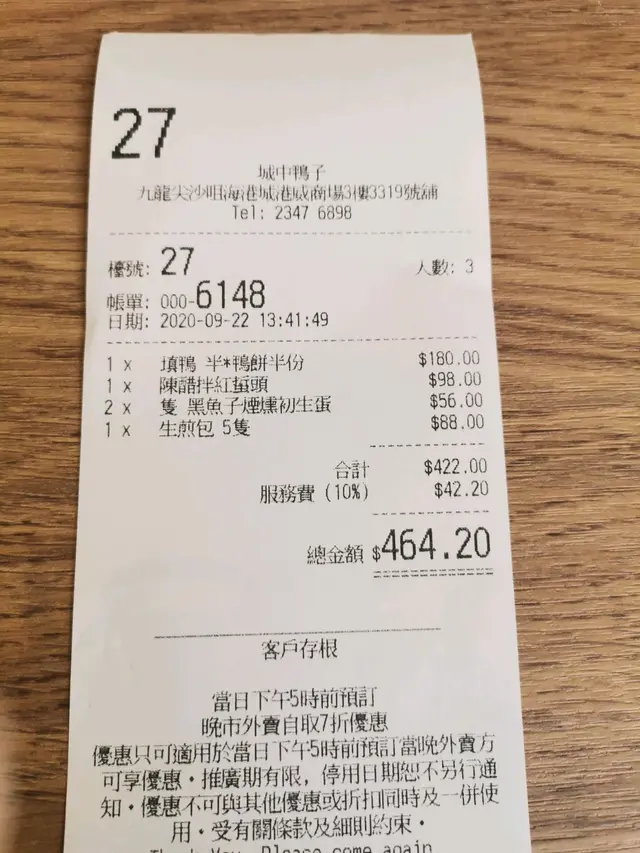 27
城中鴨子
九龍尖沙咀海港城港威商場3樓3319號舖
Tel: 2347 6898
檯號: 27 人數: 3
帳單: 000-6148
日期: 2020-09-22 13:41:49
1 x 填鴨 半*鴨餅半份 $180.00
1 x 陳醋拌紅蜇頭 $98.00
2 x 隻 黑魚子煙燻初生蛋 $56.00
1 x 生煎包 5隻 $88.00
合計 $422.00
服務費 (10%) $42.20
總金額 $464.20
客戶存根
當日下午5時前預訂
晚市外賣自取7折優惠
優惠只可適用於當日下午5時前預訂當晚外賣方
可享優惠。推廣期有限, 停用日期恕不另行通
知。優惠不可與其他優惠或折扣同時及一併使
用。受有關條款及細則約束。
Thank You, Please come again